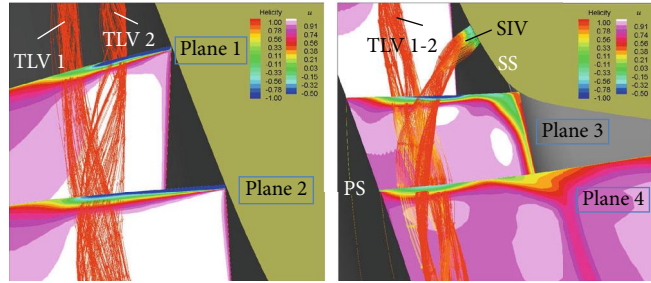 Helicity u
1.00 0.91
0.78 0.74
0.56 0.56
0.33 0.38
0.11 0.21
-0.11 0.03
-0.33 -0.15
-0.56 -0.32
-0.78 -0.50
-1.00
TLV 1
TLV 2
Plane 1
Plane 2
Helicity u
1.00 0.91
0.78 0.74
0.56 0.56
0.33 0.38
0.11 0.21
-0.11 0.03
-0.33 -0.15
-0.56 -0.32
-0.78 -0.50
-1.00
TLV 1-2
SIV
SS
Plane 3
PS
Plane 4